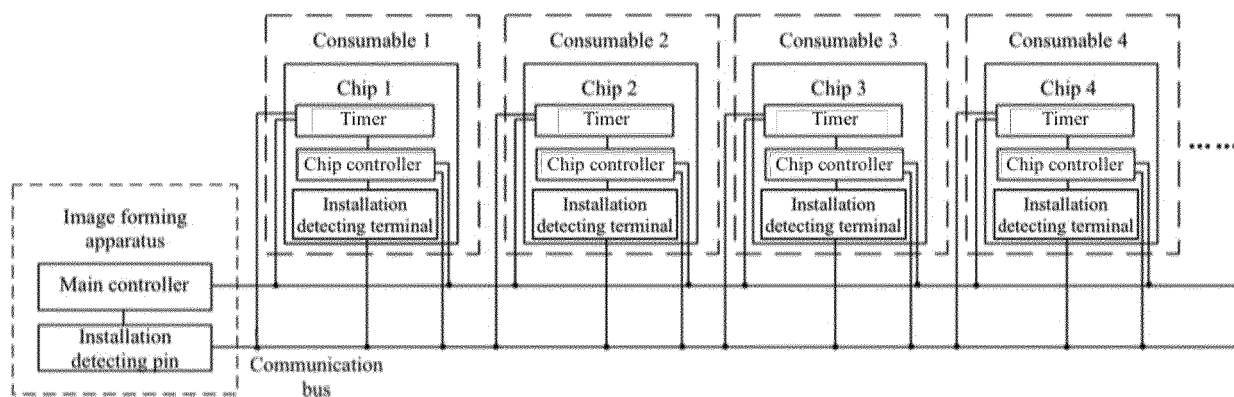 Consumable 1
Chip 1
Timer
Chip controller
Installation
detecting terminal
Consumable 2
Chip 2
Timer
Chip controller
Installation
detecting terminal
Consumable 3
Chip 3
Timer
Chip controller
Installation
detecting terminal
Consumable 4
Chip 4
Timer
Chip controller
Installation
detecting terminal
......
Image forming
apparatus
Main controller
Installation
detecting pin
Communication
bus